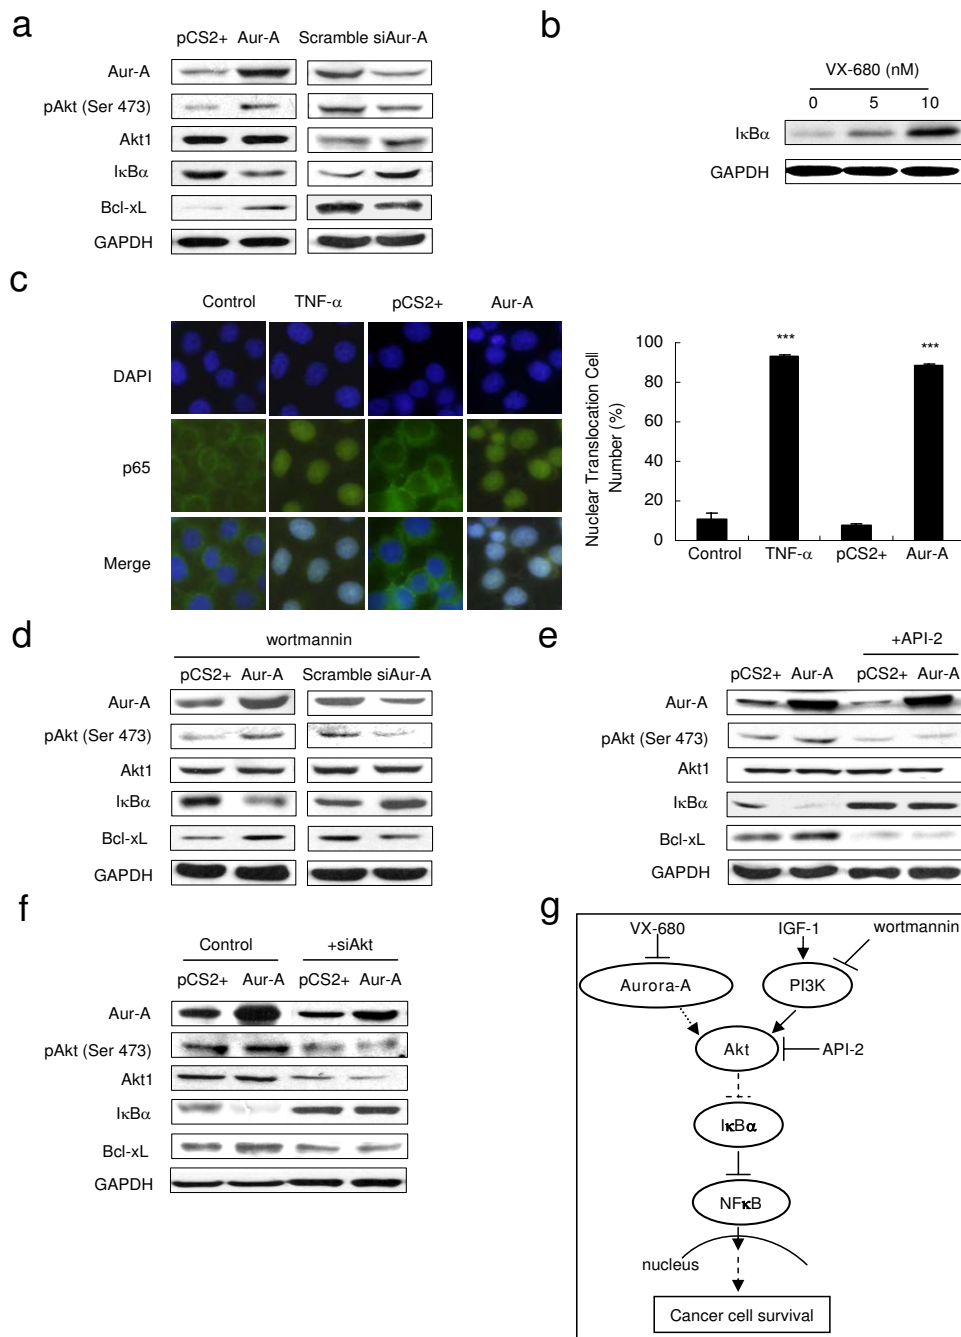 a
pCS2+ Aur-A Scramble siAur-A
Aur-A
pAkt (Ser 473)
Akt1
IκBα
Bcl-xL
GAPDH
b
VX-680 (nM)
0 5 10
IκBα
GAPDH
c
Control TNF-α pCS2+ Aur-A
DAPI
p65
Merge
Nuclear Translocation Cell
Number (%)
100
80
60
40
20
0
*** ***
Control TNF-α pCS2+ Aur-A
d
wortmannin
pCS2+ Aur-A Scramble siAur-A
Aur-A
pAkt (Ser 473)
Akt1
IκBα
Bcl-xL
GAPDH
e
+API-2
pCS2+ Aur-A pCS2+ Aur-A
Aur-A
pAkt (Ser 473)
Akt1
IκBα
Bcl-xL
GAPDH
f
Control +siAkt
pCS2+ Aur-A pCS2+ Aur-A
Aur-A
pAkt (Ser 473)
Akt1
IκBα
Bcl-xL
GAPDH
g
VX-680 IGF-1 wortmannin
Aurora-A PI3K
Akt API-2
IκBα
NFκB
nucleus
Cancer cell survival